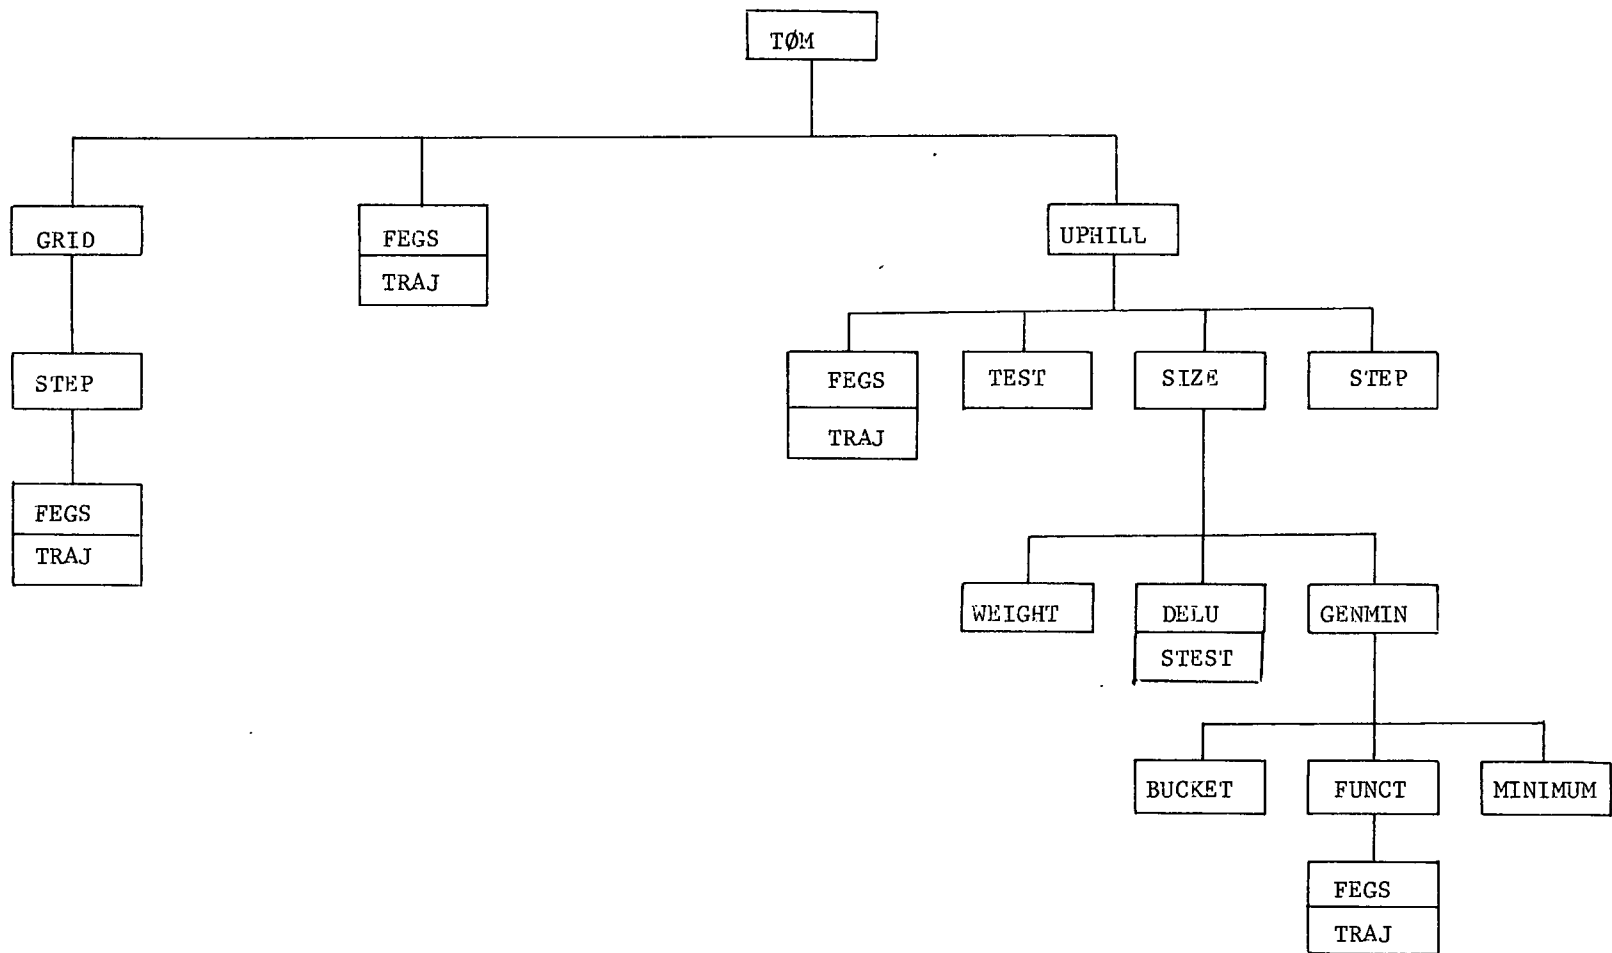 TØM
GRID
FEGS
TRAJ
UPHILL
STEP
FEGS
TRAJ
TEST
SIZE
STEP
FEGS
TRAJ
WEIGHT
DELU
STEST
GENMIN
BUCKET
FUNCT
MINIMUM
FEGS
TRAJ